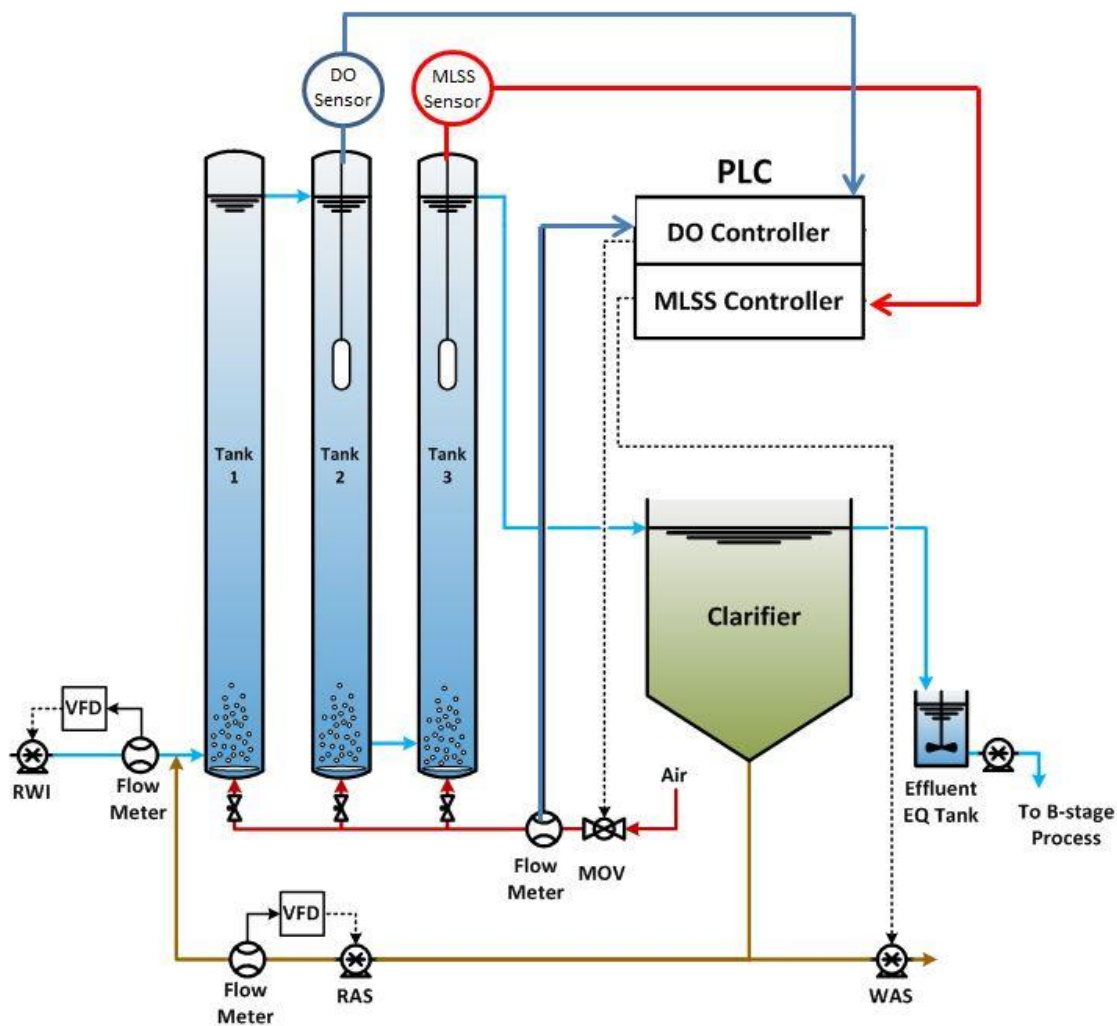 DO
Sensor
MLSS
Sensor
PLC
DO Controller
MLSS Controller
Tank
1
Tank
2
Tank
3
Clarifier
VFD
RWI
Flow
Meter
Air
Flow
Meter
MOV
Effluent
EQ Tank
To B-stage
Process
VFD
Flow
Meter
RAS
WAS